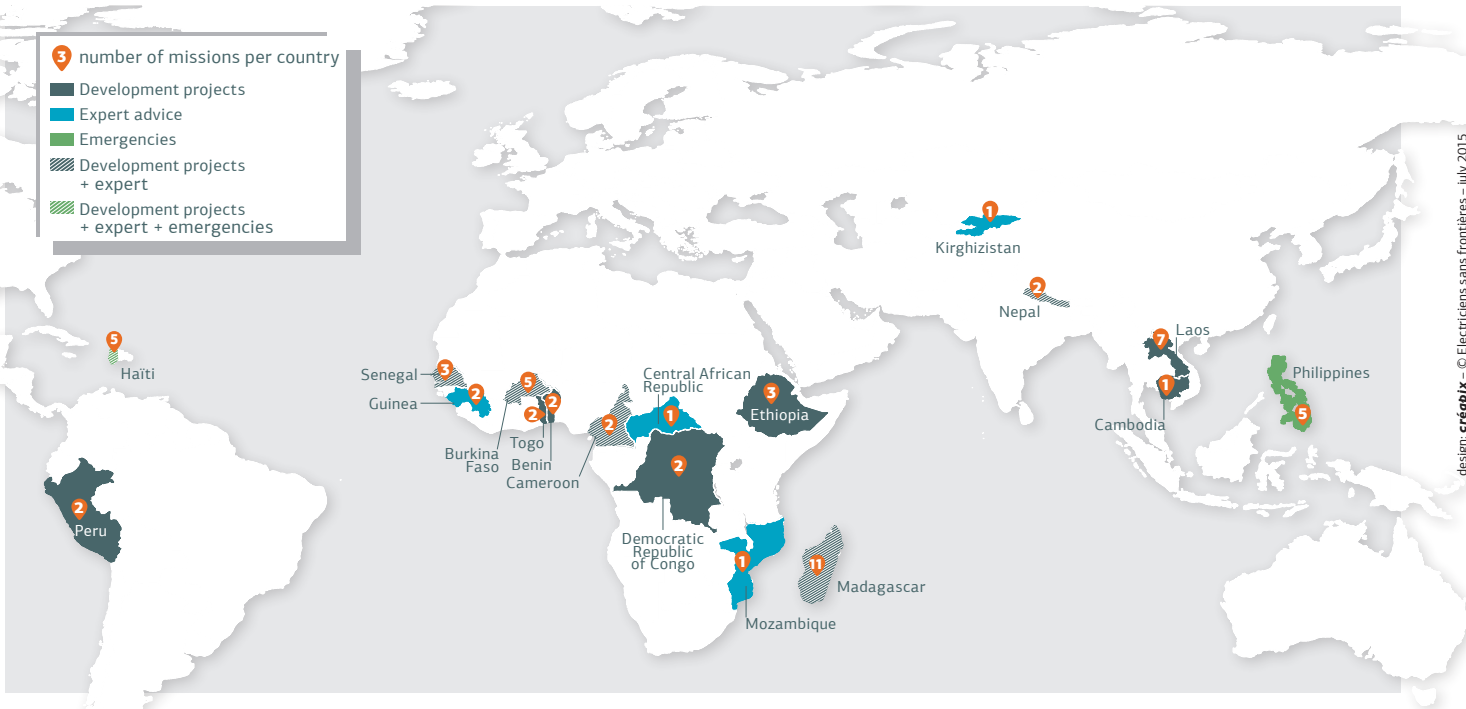 3 number of missions per country
Development projects
Expert advice
Emergencies
Development projects
+ expert
Development projects
+ expert + emergencies
1
Kirghizistan
2
Nepal
5
Haïti
7
Laos
1
Cambodia
Philippines
5
Senegal
3
Guinea
2
5
Burkina
Faso
2
Togo
2
Benin
2
Cameroon
Central African
Republic
1
3
Ethiopia
2
Democratic
Republic
of Congo
2
Peru
1
Mozambique
11
Madagascar
design: créabix – © Electriciens sans frontières – july 2015